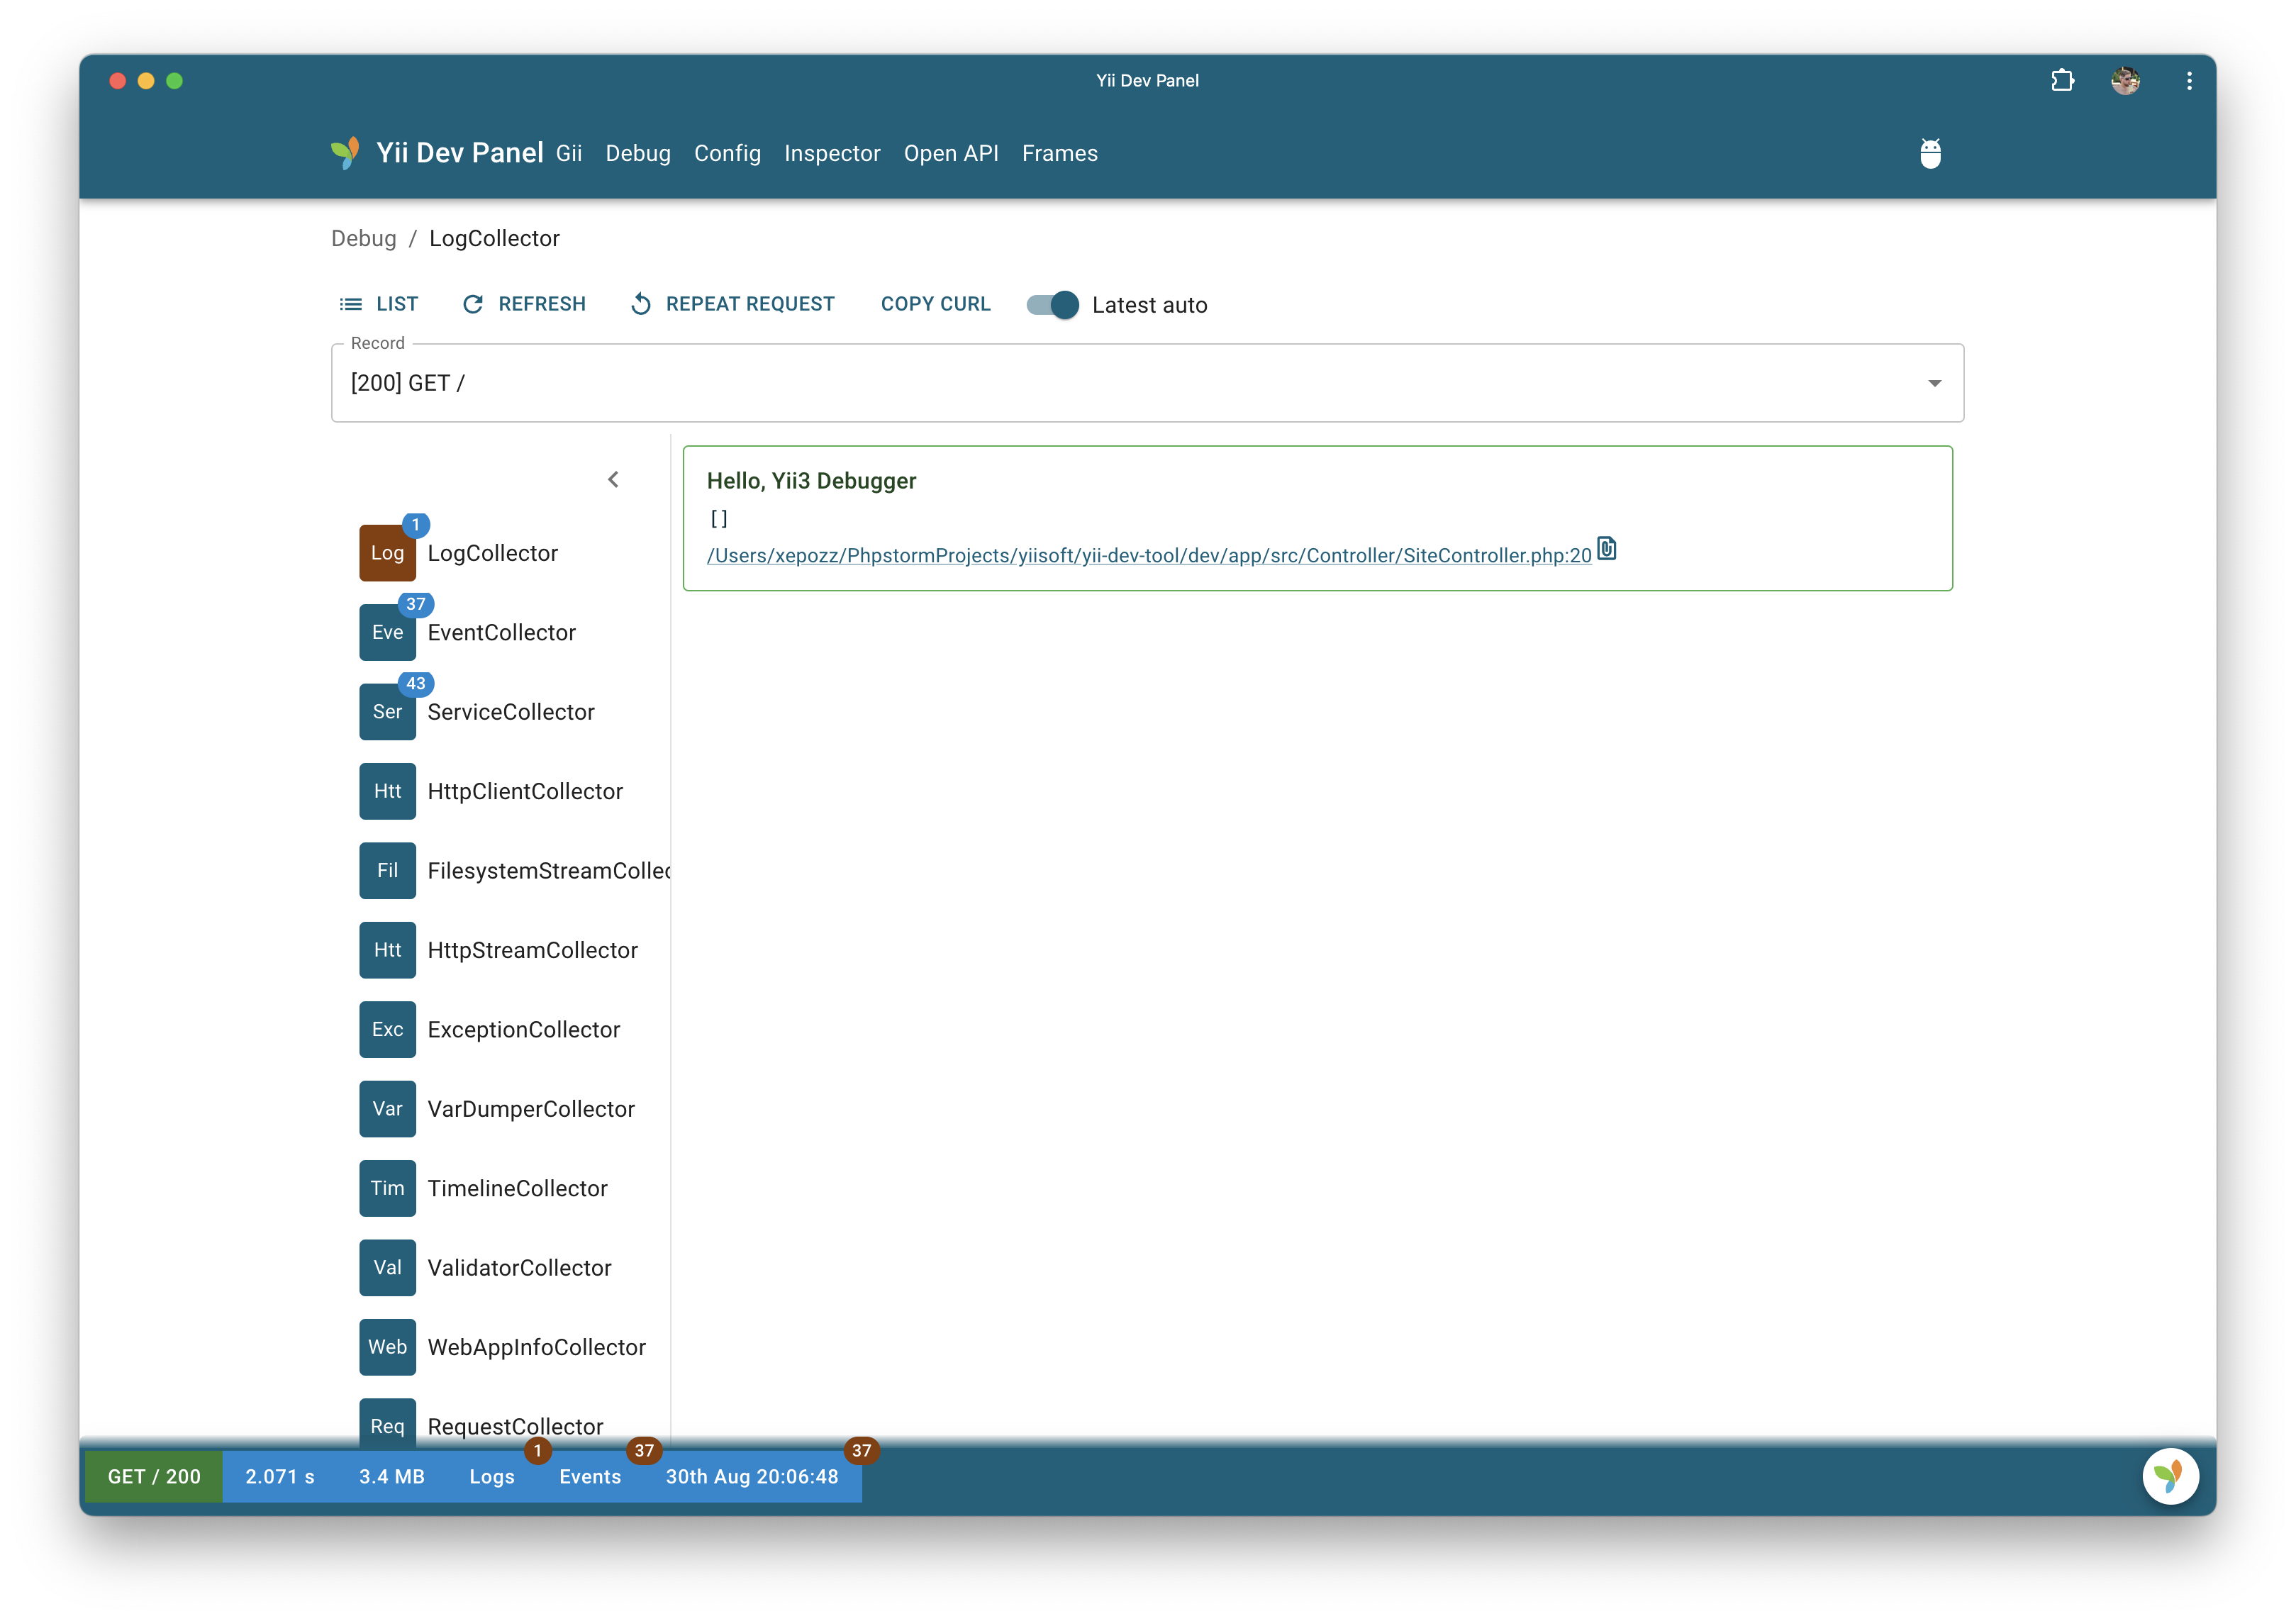 Yii Dev Panel
Yii Dev Panel Gii Debug Config Inspector Open API Frames
Debug / LogCollector
LIST REFRESH REPEAT REQUEST COPY CURL Latest auto
Record
[200] GET /
Hello, Yii3 Debugger
[]
/Users/xepozz/PhpstormProjects/yiisoft/yii-dev-tool/dev/app/src/Controller/SiteController.php:20
1
Log LogCollector
37
Eve EventCollector
43
Ser ServiceCollector
Htt HttpClientCollector
Fil FilesystemStreamCollec
Htt HttpStreamCollector
Exc ExceptionCollector
Var VarDumperCollector
Tim TimelineCollector
Val ValidatorCollector
Web WebAppInfoCollector
Req RequestCollector
1 37 37
GET / 200 2.071 s 3.4 MB Logs Events 30th Aug 20:06:48